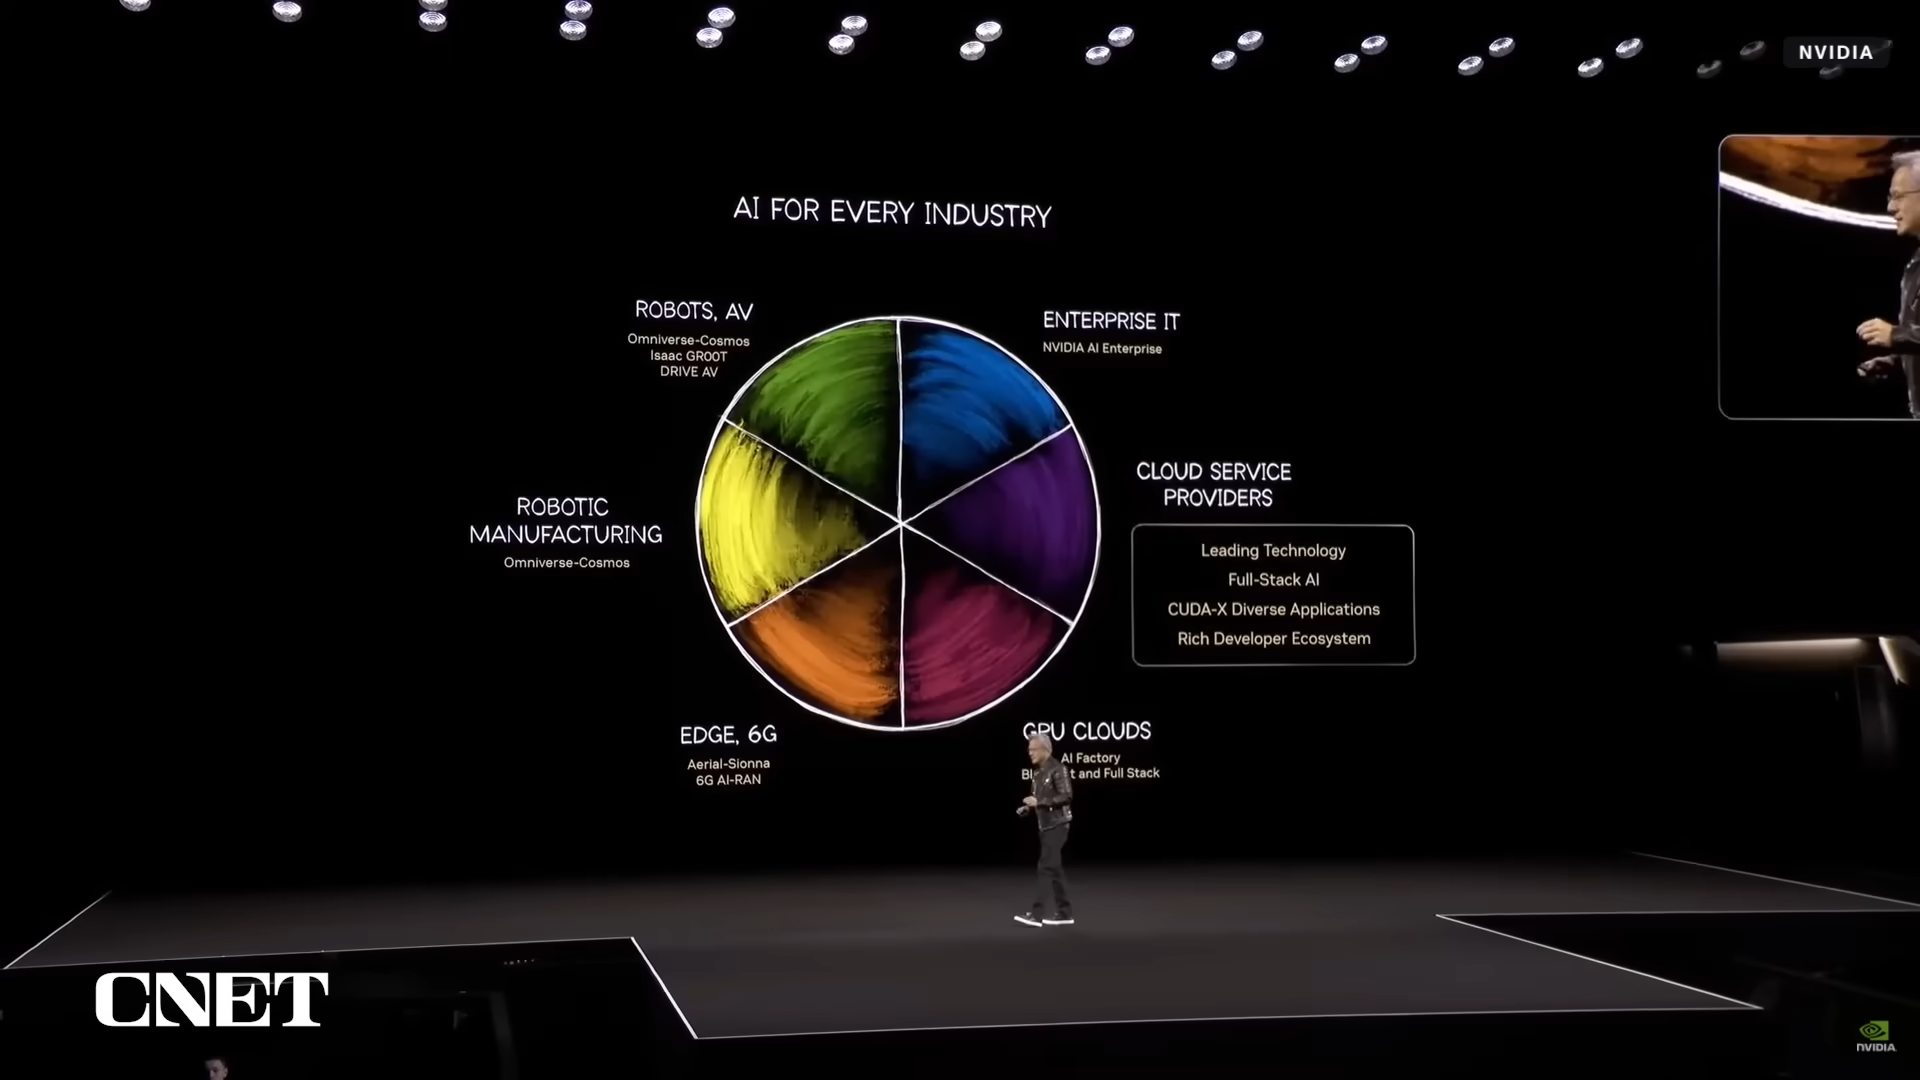 NVIDIA
AI FOR EVERY INDUSTRY
ROBOTS, AV
Omniverse-Cosmos
Isaac GR00T
DRIVE AV
ENTERPRISE IT
NVIDIA AI Enterprise
CLOUD SERVICE
PROVIDERS
Leading Technology
Full-Stack AI
CUDA-X Diverse Applications
Rich Developer Ecosystem
ROBOTIC
MANUFACTURING
Omniverse-Cosmos
EDGE, 6G
Aerial-Sionna
6G AI-RAN
GPU CLOUDS
AI Factory
and Full Stack
CNET
NVIDIA